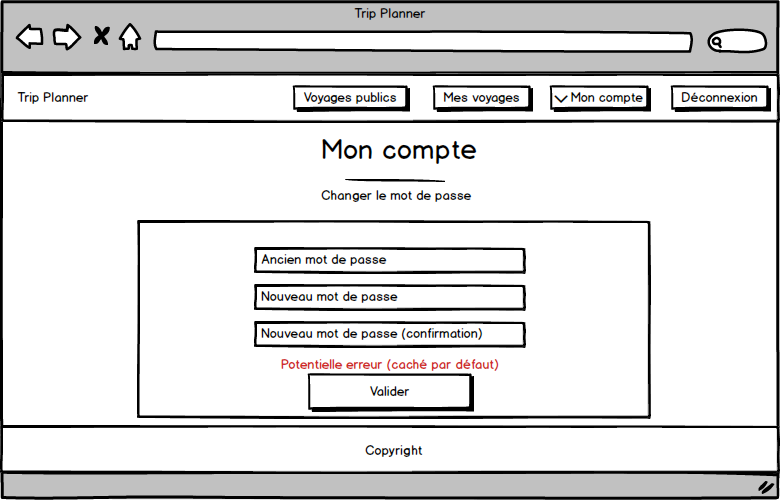 Trip Planner
Trip Planner
Voyages publics
Mes voyages
Mon compte
Déconnexion
Mon compte
Changer le mot de passe
Ancien mot de passe
Nouveau mot de passe
Nouveau mot de passe (confirmation)
Potentielle erreur (caché par défaut)
Valider
Copyright